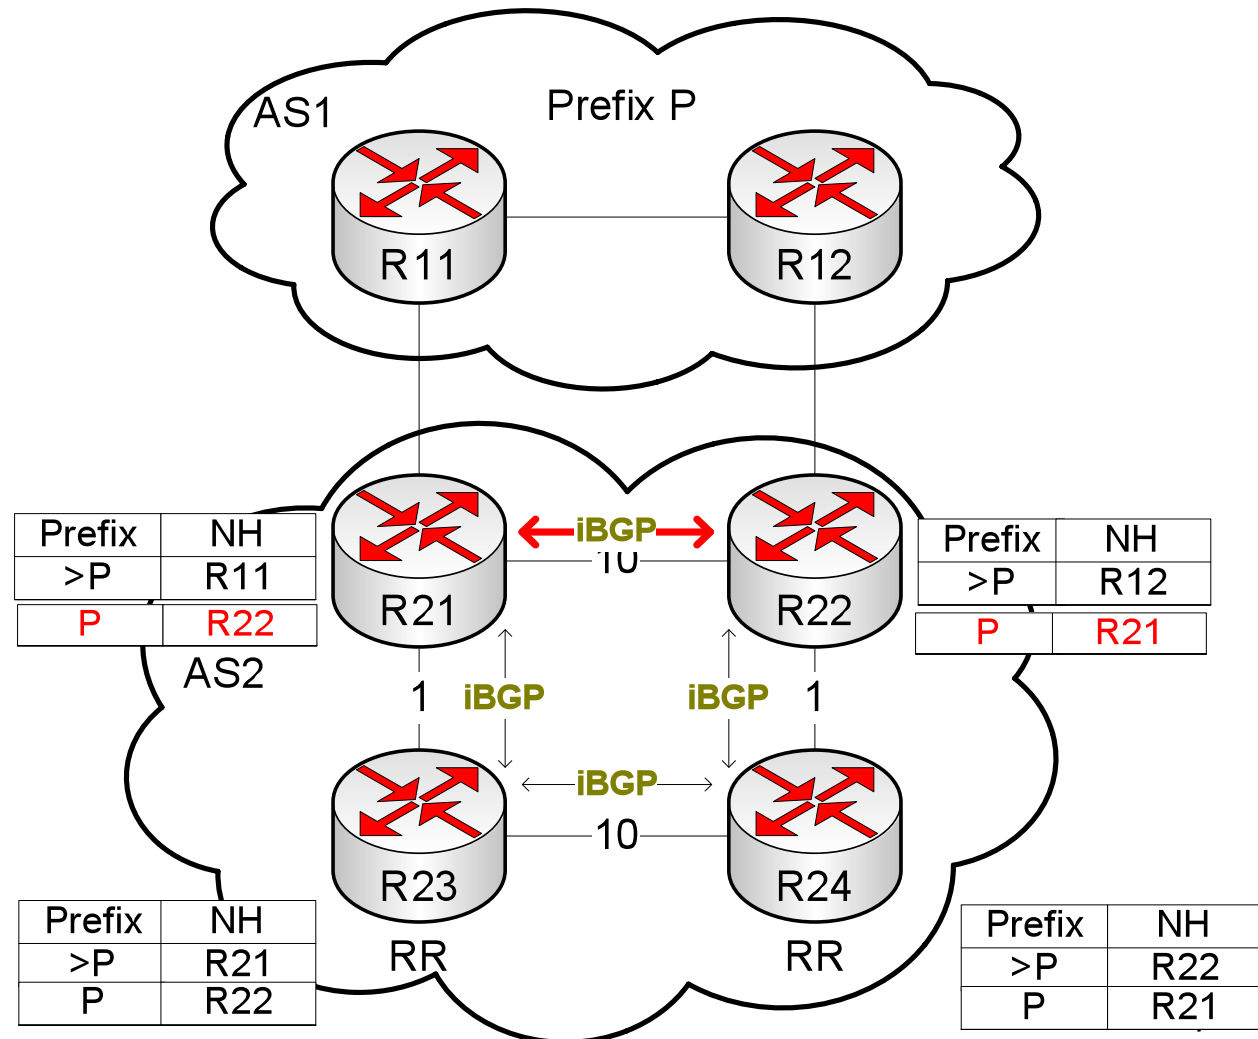 AS1
Prefix P
R11
R12
Prefix NH
>P R11
P R22
iBGP
10
R21
R22
Prefix NH
>P R12
P R21
AS2
1
iBGP
iBGP
1
iBGP
10
R23
R24
RR
RR
Prefix NH
>P R21
P R22
Prefix NH
>P R22
P R21